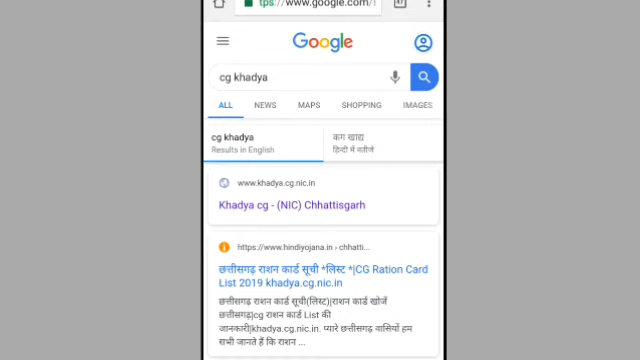 tps://www.google.com/s
Google
cg khadya
ALL NEWS MAPS SHOPPING IMAGES
cg khadya
Results in English
कग खाद्य
हिन्दी में नतीजे
www.khadya.cg.nic.in
Khadya cg - (NIC) Chhattisgarh
https://www.hindiyojana.in › chhatti...
छत्तीसगढ़ राशन कार्ड सूची *लिस्ट *|CG Ration Card
List 2019 khadya.cg.nic.in
छत्तीसगढ़ राशन कार्ड सूची(लिस्ट)|राशन कार्ड खोजें
छत्तीसगढ़|cg राशन कार्ड List की
जानकारी|khadya.cg.nic.in. प्यारे छत्तीसगढ़ वासियों हम
सभी जानते हैं कि राशन ...